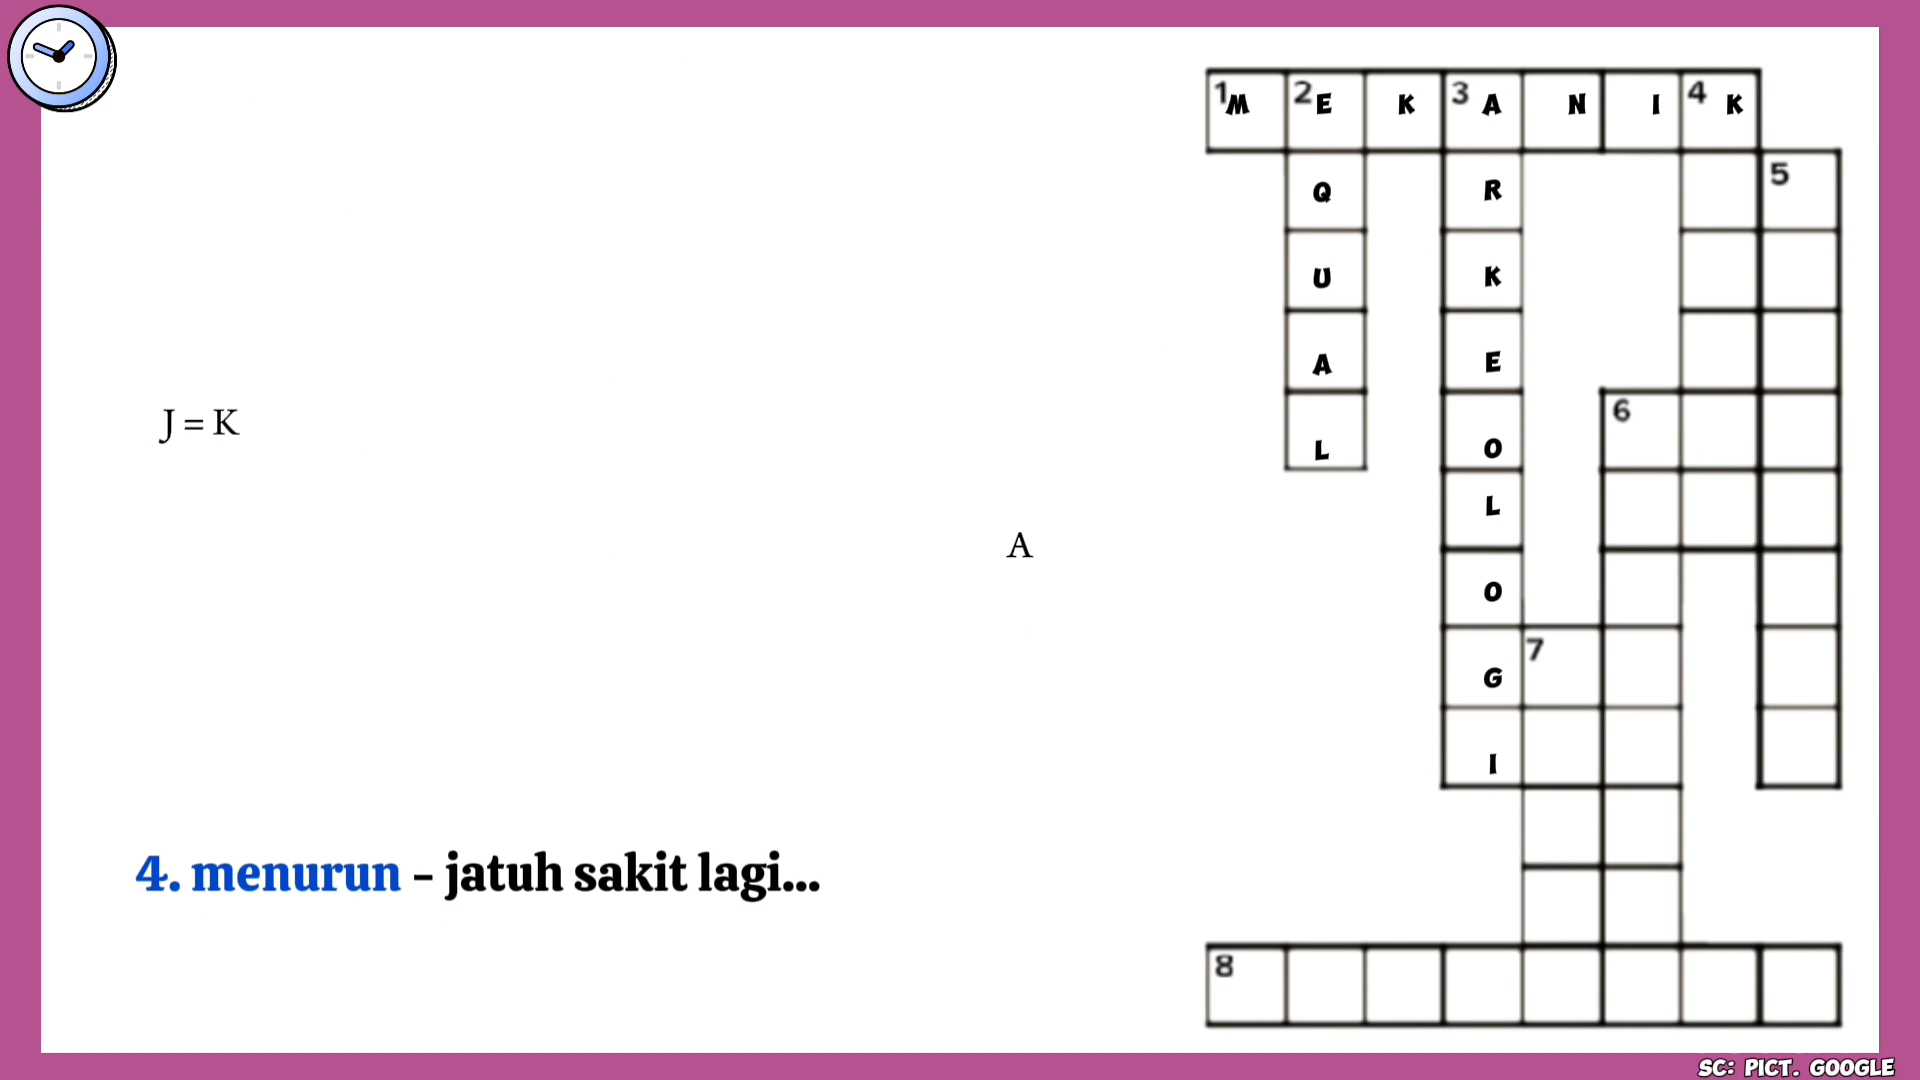 1 M 2 E K 3 A N I 4 K
Q R 5
U K
A E
J = K
L O 6
L
A
O
G 7
I
4. menurun - jatuh sakit lagi...
8
SC: PICT. GOOGLE